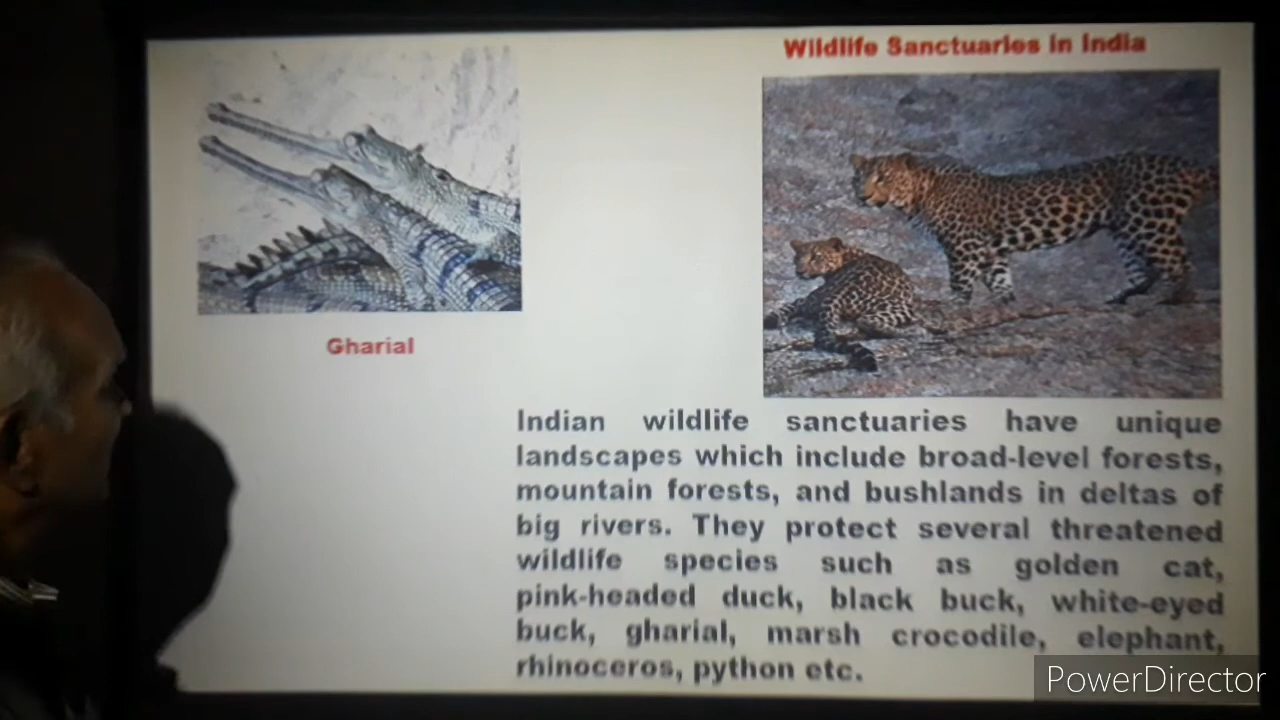 Wildlife Sanctuaries in India
Gharial
Indian wildlife sanctuaries have unique
landscapes which include broad-level forests,
mountain forests, and bushlands in deltas of
big rivers. They protect several threatened
wildlife species such as golden cat,
pink-headed duck, black buck, white-eyed
buck, gharial, marsh crocodile, elephant,
rhinoceros, python etc.
PowerDirector